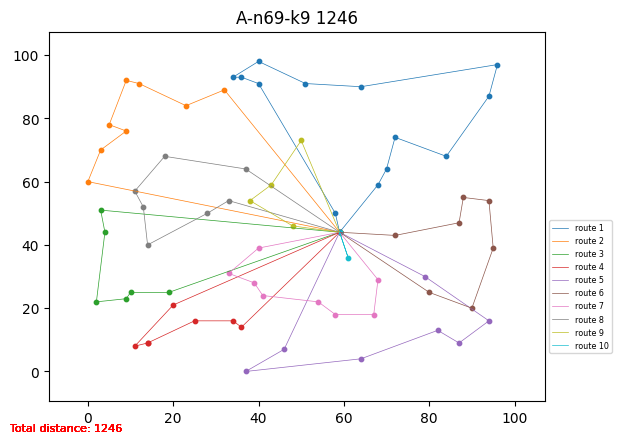 A-n69-k9 1246
100
80
60
40
20
0
0 20 40 60 80 100
route 1
route 2
route 3
route 4
route 5
route 6
route 7
route 8
route 9
route 10
Total distance: 1246